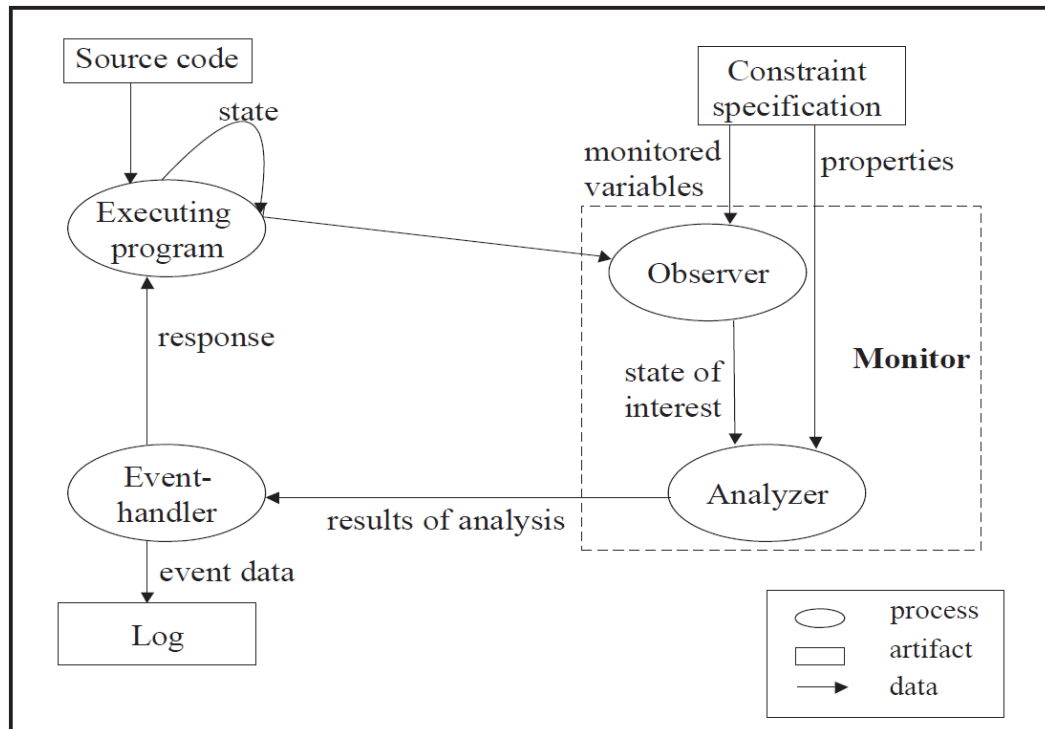 Source code
state
Constraint
specification
monitored
variables
properties
Executing
program
Observer
response
Monitor
state of
interest
Event-
handler
Analyzer
results of analysis
event data
Log
process
artifact
data